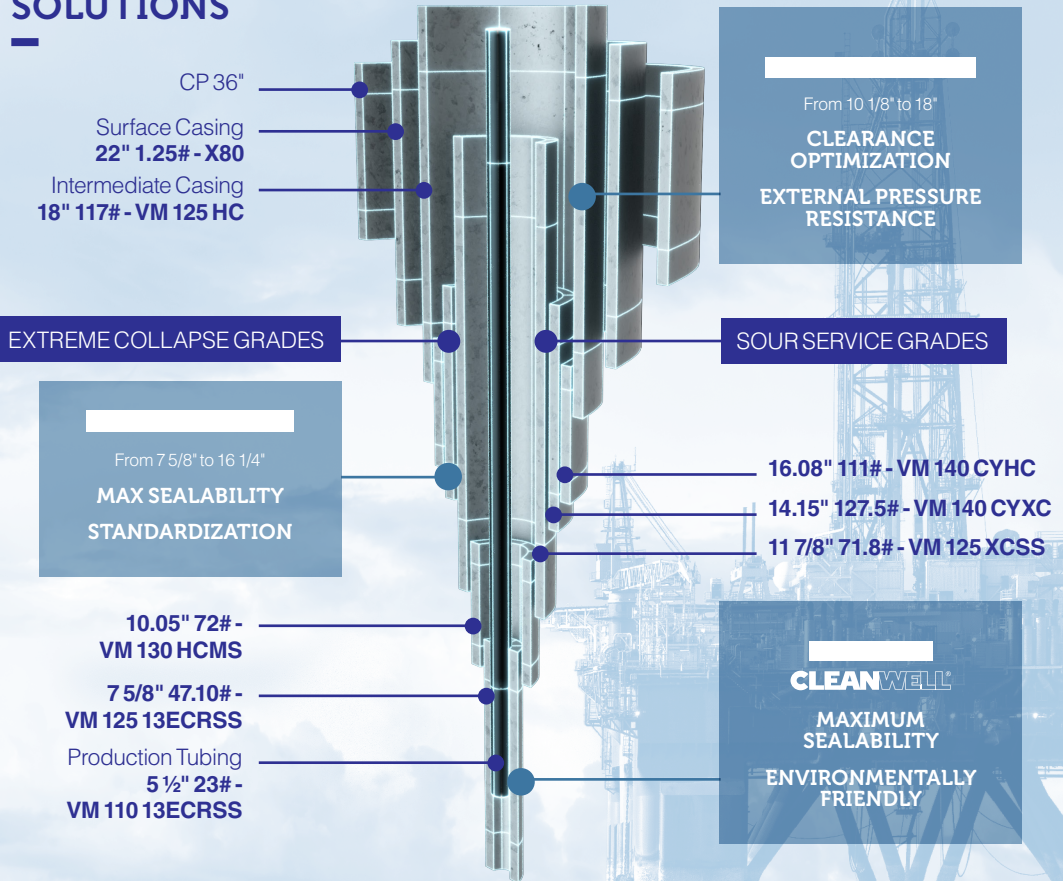 SOLUTIONS
CP 36"
Surface Casing
22" 1.25# - X80
Intermediate Casing
18" 117# - VM 125 HC
From 10 1/8" to 18"
CLEARANCE
OPTIMIZATION
EXTERNAL PRESSURE
RESISTANCE
EXTREME COLLAPSE GRADES
SOUR SERVICE GRADES
From 7 5/8" to 16 1/4"
MAX SEALABILITY
STANDARDIZATION
16.08" 111# - VM 140 CYHC
14.15" 127.5# - VM 140 CYXC
11 7/8" 71.8# - VM 125 XCSS
10.05" 72# -
VM 130 HCMS
7 5/8" 47.10# -
VM 125 13ECRSS
Production Tubing
5 ½" 23# -
VM 110 13ECRSS
CLEANWELL®
MAXIMUM
SEALABILITY
ENVIRONMENTALLY
FRIENDLY